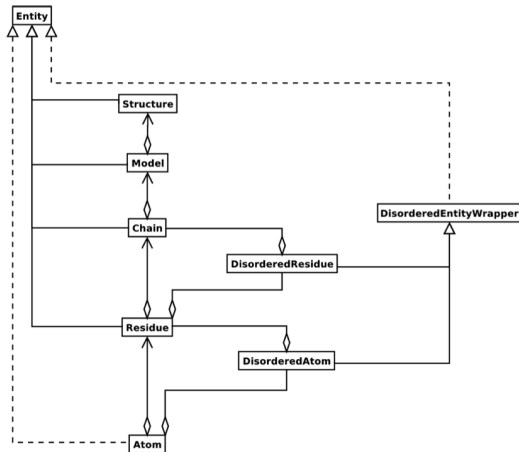 Entity
Structure
Model
DisorderedEntityWrapper
Chain
DisorderedResidue
Residue
DisorderedAtom
Atom